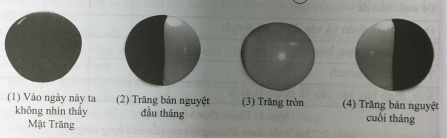 (1) Vào ngày này ta
không nhìn thấy
Mặt Trăng
(2) Trăng bán nguyệt
đầu tháng
(3) Trăng tròn
(4) Trăng bán nguyệt
cuối tháng